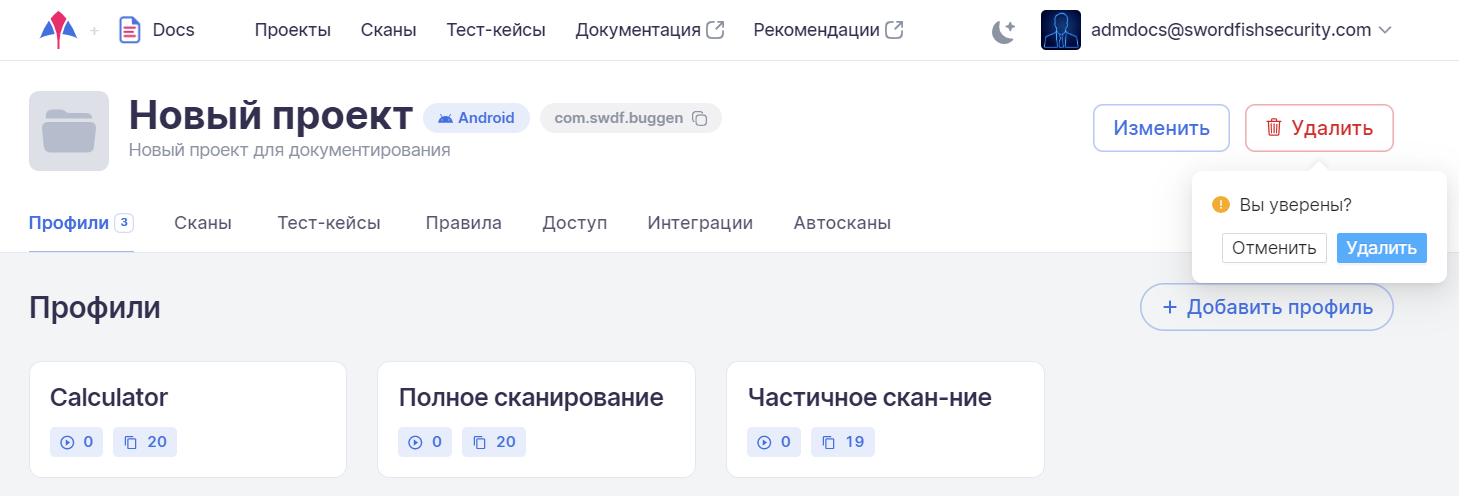 Docs Проекты Сканы Тест-кейсы Документация Рекомендации admdocs@swordfishsecurity.com
Новый проект Android com.swdf.buggen
Новый проект для документирования
Изменить Удалить
Вы уверены?
Отменить Удалить
Профили 3 Сканы Тест-кейсы Правила Доступ Интеграции Автосканы
Профили
+ Добавить профиль
Calculator
0 20
Полное сканирование
0 20
Частичное скан-ние
0 19